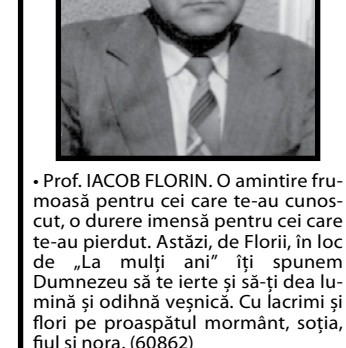 • Prof. IACOB FLORIN. O amintire fru-
moasă pentru cei care te-au cunos-
cut, o durere imensă pentru cei care
te-au pierdut. Astăzi, de Florii, în loc
de „La mulți ani” îți spunem
Dumnezeu să te ierte și să-ți dea lu-
mină și odihnă veșnică. Cu lacrimi și
flori pe proaspătul mormânt, soția,
fiul și nora. (60862)